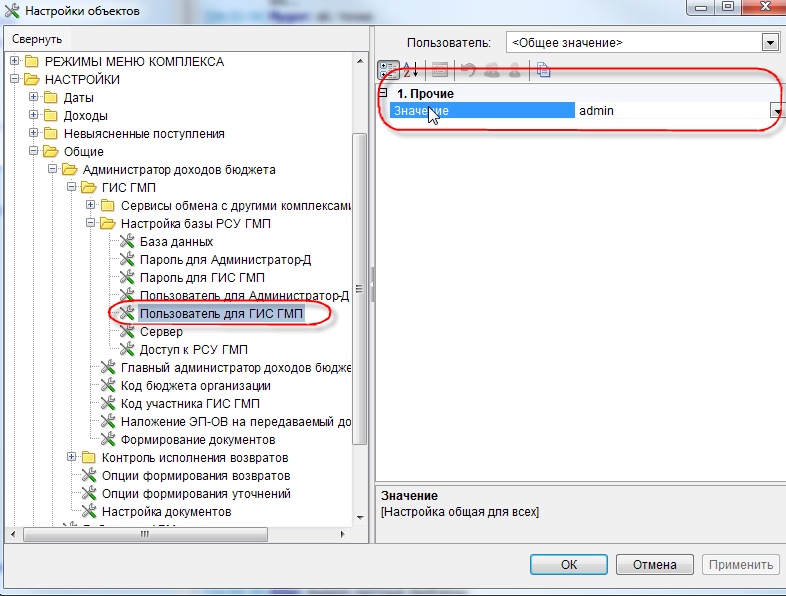 Настройки объектов
Свернуть
РЕЖИМЫ МЕНЮ КОМПЛЕКСА
НАСТРОЙКИ
Даты
Доходы
Невыясненные поступления
Общие
Администратор доходов бюджета
ГИС ГМП
Сервисы обмена с другими комплексами
Настройка базы РСУ ГМП
База данных
Пароль для Администратор-Д
Пароль для ГИС ГМП
Пользователь для Администратор-Д
Пользователь для ГИС ГМП
Сервер
Доступ к РСУ ГМП
Главный администратор доходов бюдже
Код бюджета организации
Код участника ГИС ГМП
Наложение ЭП-ОВ на передаваемый до
Формирование документов
Контроль исполнения возвратов
Опции формирования возвратов
Опции формирования уточнений
Настройка документов
Пользователь: <Общее значение>
1. Прочие
Значение admin
Значение
[Настройка общая для всех]
ОК Отмена Применить